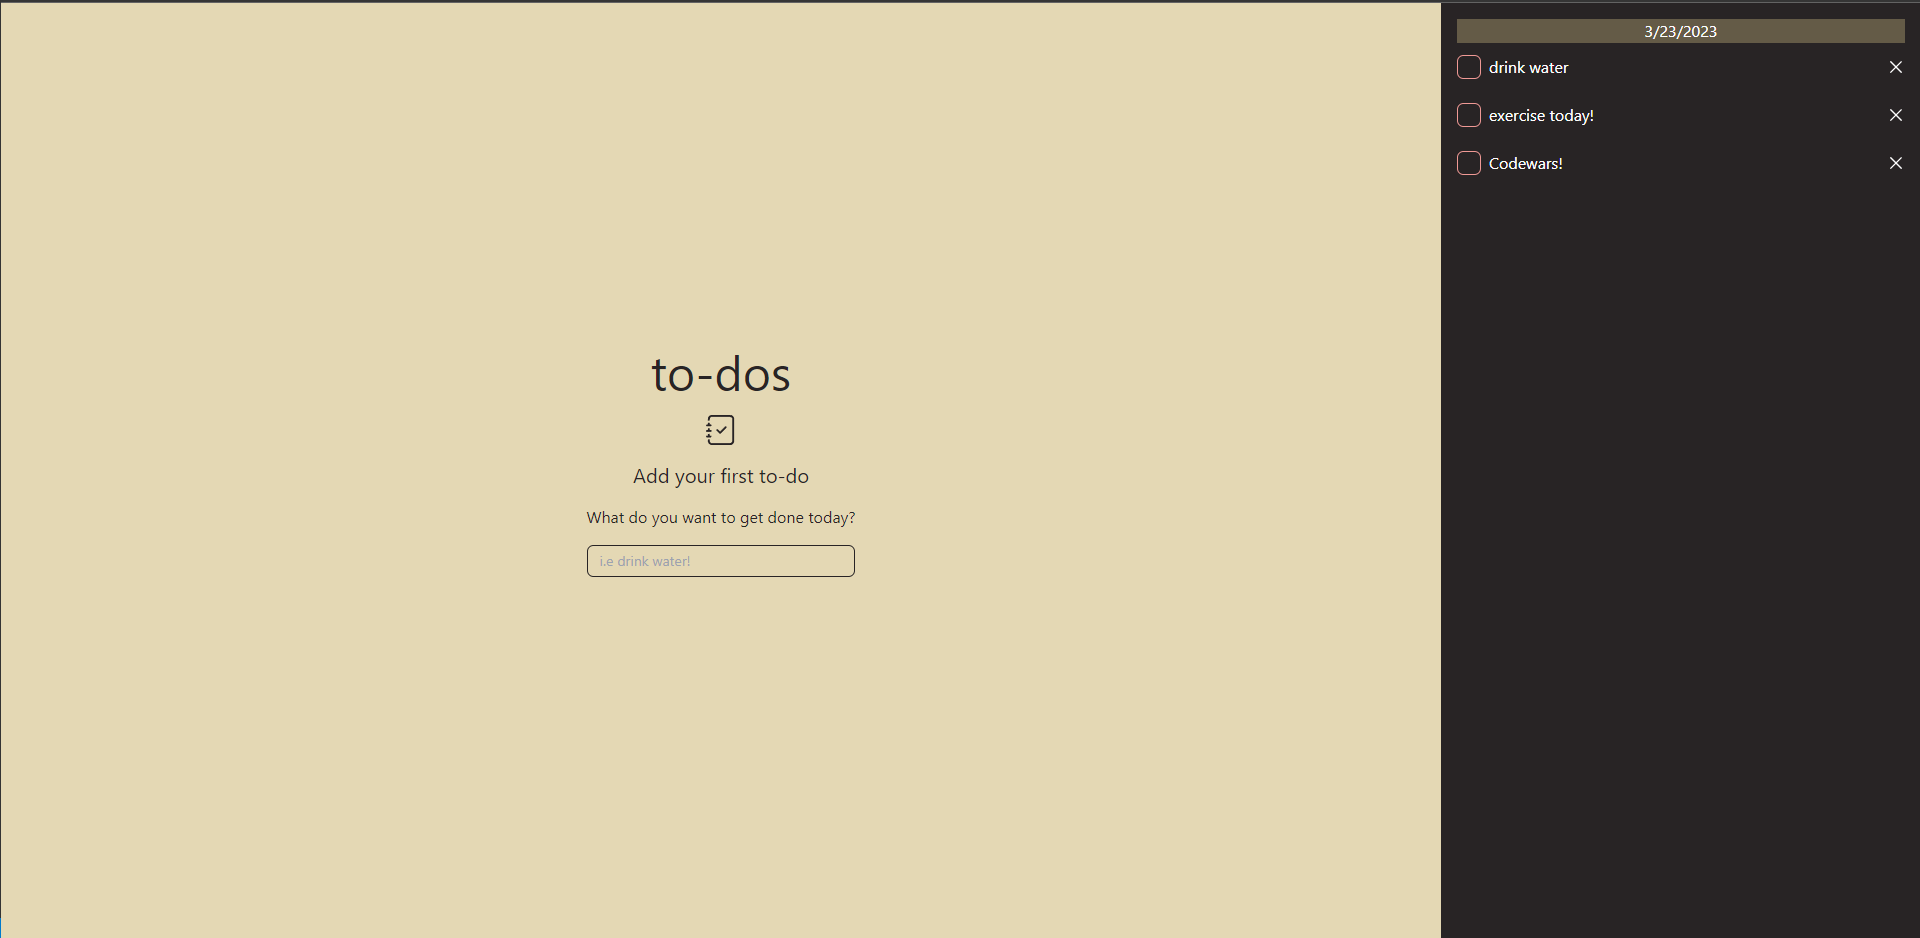 to-dos
Add your first to-do
What do you want to get done today?
i.e drink water!
3/23/2023
drink water
exercise today!
Codewars!